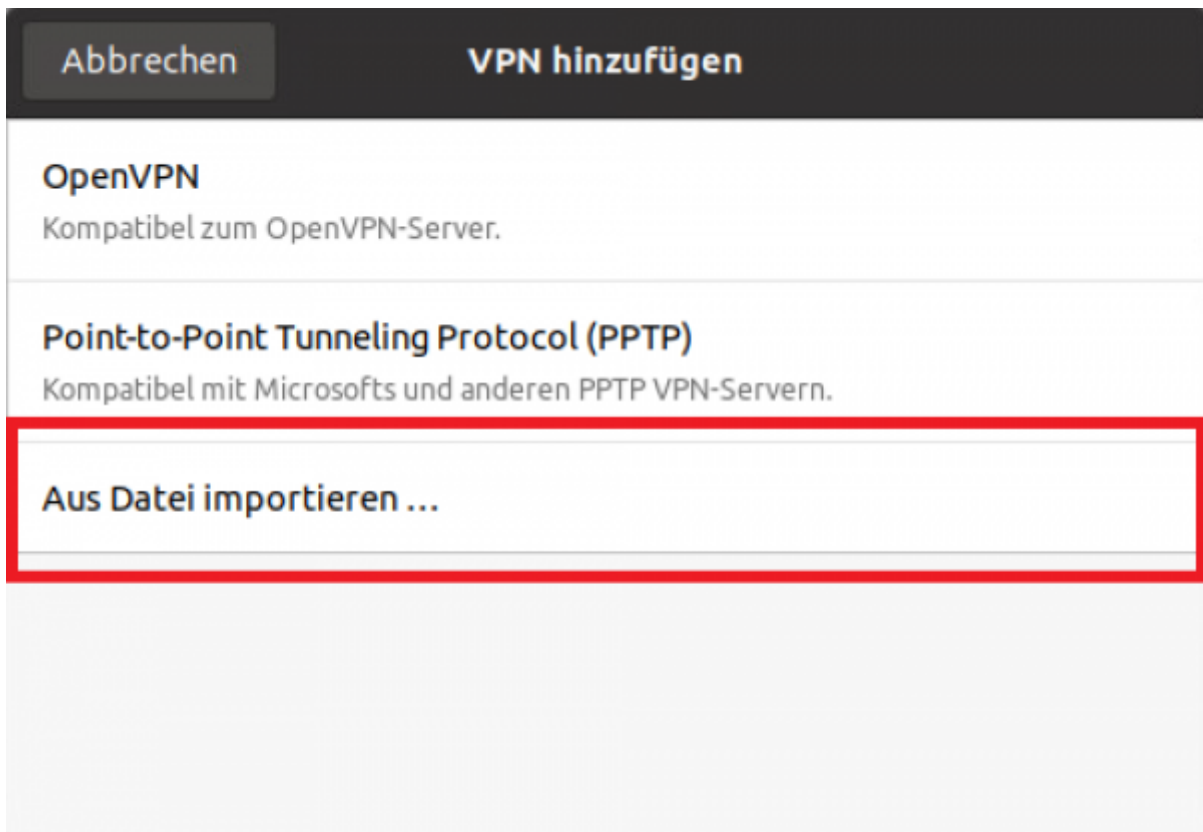 Abbrechen
VPN hinzufügen
OpenVPN
Kompatibel zum OpenVPN-Server.
Point-to-Point Tunneling Protocol (PPTP)
Kompatibel mit Microsofts und anderen PPTP VPN-Servern.
Aus Datei importieren …